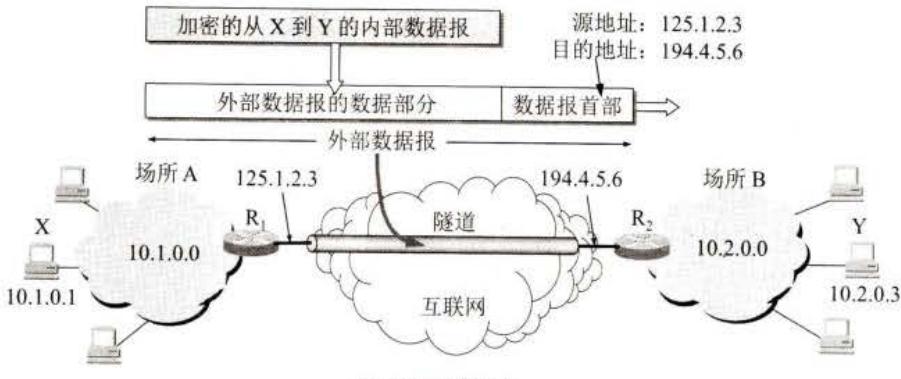 加密的从 X 到 Y 的内部数据报
源地址：125.1.2.3
目的地址：194.4.5.6
外部数据报的数据部分
数据报首部
外部数据报
场所 A
125.1.2.3
194.4.5.6
场所 B
X
R1
隧道
R2
Y
10.1.0.0
10.2.0.0
10.1.0.1
互联网
10.2.0.3